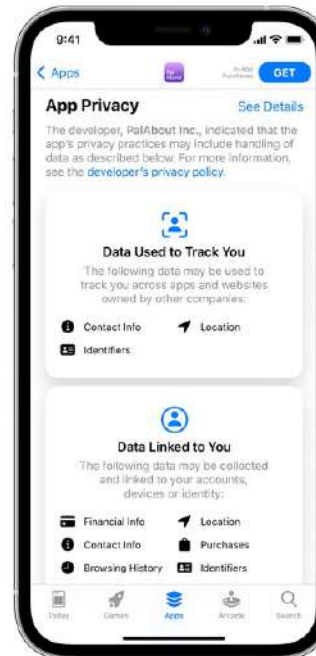 9:41
Apps
In-App
Purchases
GET
App Privacy
See Details
The developer, PalAbout Inc., indicated that the
app's privacy practices may include handling of
data as described below. For more information,
see the developer's privacy policy.
Data Used to Track You
The following data may be used to
track you across apps and websites
owned by other companies:
Contact Info
Location
Identifiers
Data Linked to You
The following data may be collected
and linked to your accounts,
devices or identity:
Financial Info
Location
Contact Info
Purchases
Browsing History
Identifiers
Today
Games
Apps
Arcade
Search